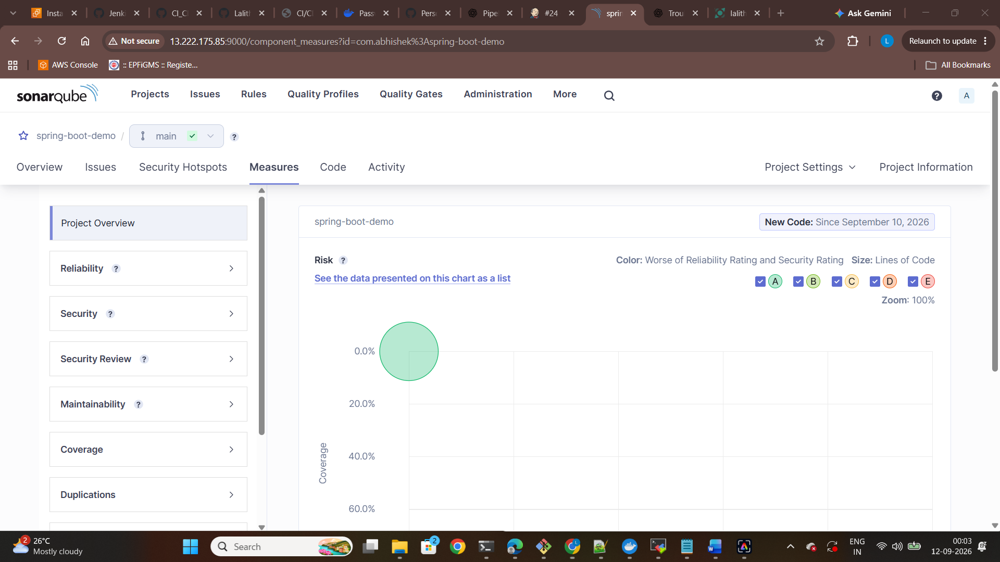 Insta
Jenki
CI_CI
Lalith
CI/CI
Pass
Pers
Pipe
#24
sprin
Trou
lalith
Ask Gemini
Not secure
13.222.175.85:9000/component_measures?id=com.abhishek%3Aspring-boot-demo
L
Relaunch to update
AWS Console
:: EPFiGMS :: Registe...
All Bookmarks
sonarqube
Projects
Issues
Rules
Quality Profiles
Quality Gates
Administration
More
?
A
spring-boot-demo / main ?
Overview
Issues
Security Hotspots
Measures
Code
Activity
Project Settings
Project Information
Project Overview
Reliability ?
Security ?
Security Review ?
Maintainability ?
Coverage
Duplications
spring-boot-demo
New Code: Since September 10, 2026
Risk ?
Color: Worse of Reliability Rating and Security Rating Size: Lines of Code
See the data presented on this chart as a list
A B C D E
Zoom: 100%
0.0%
20.0%
40.0%
60.0%
Coverage
2
26°C
Mostly cloudy
Search
2
ENG
IN
00:03
12-09-2026